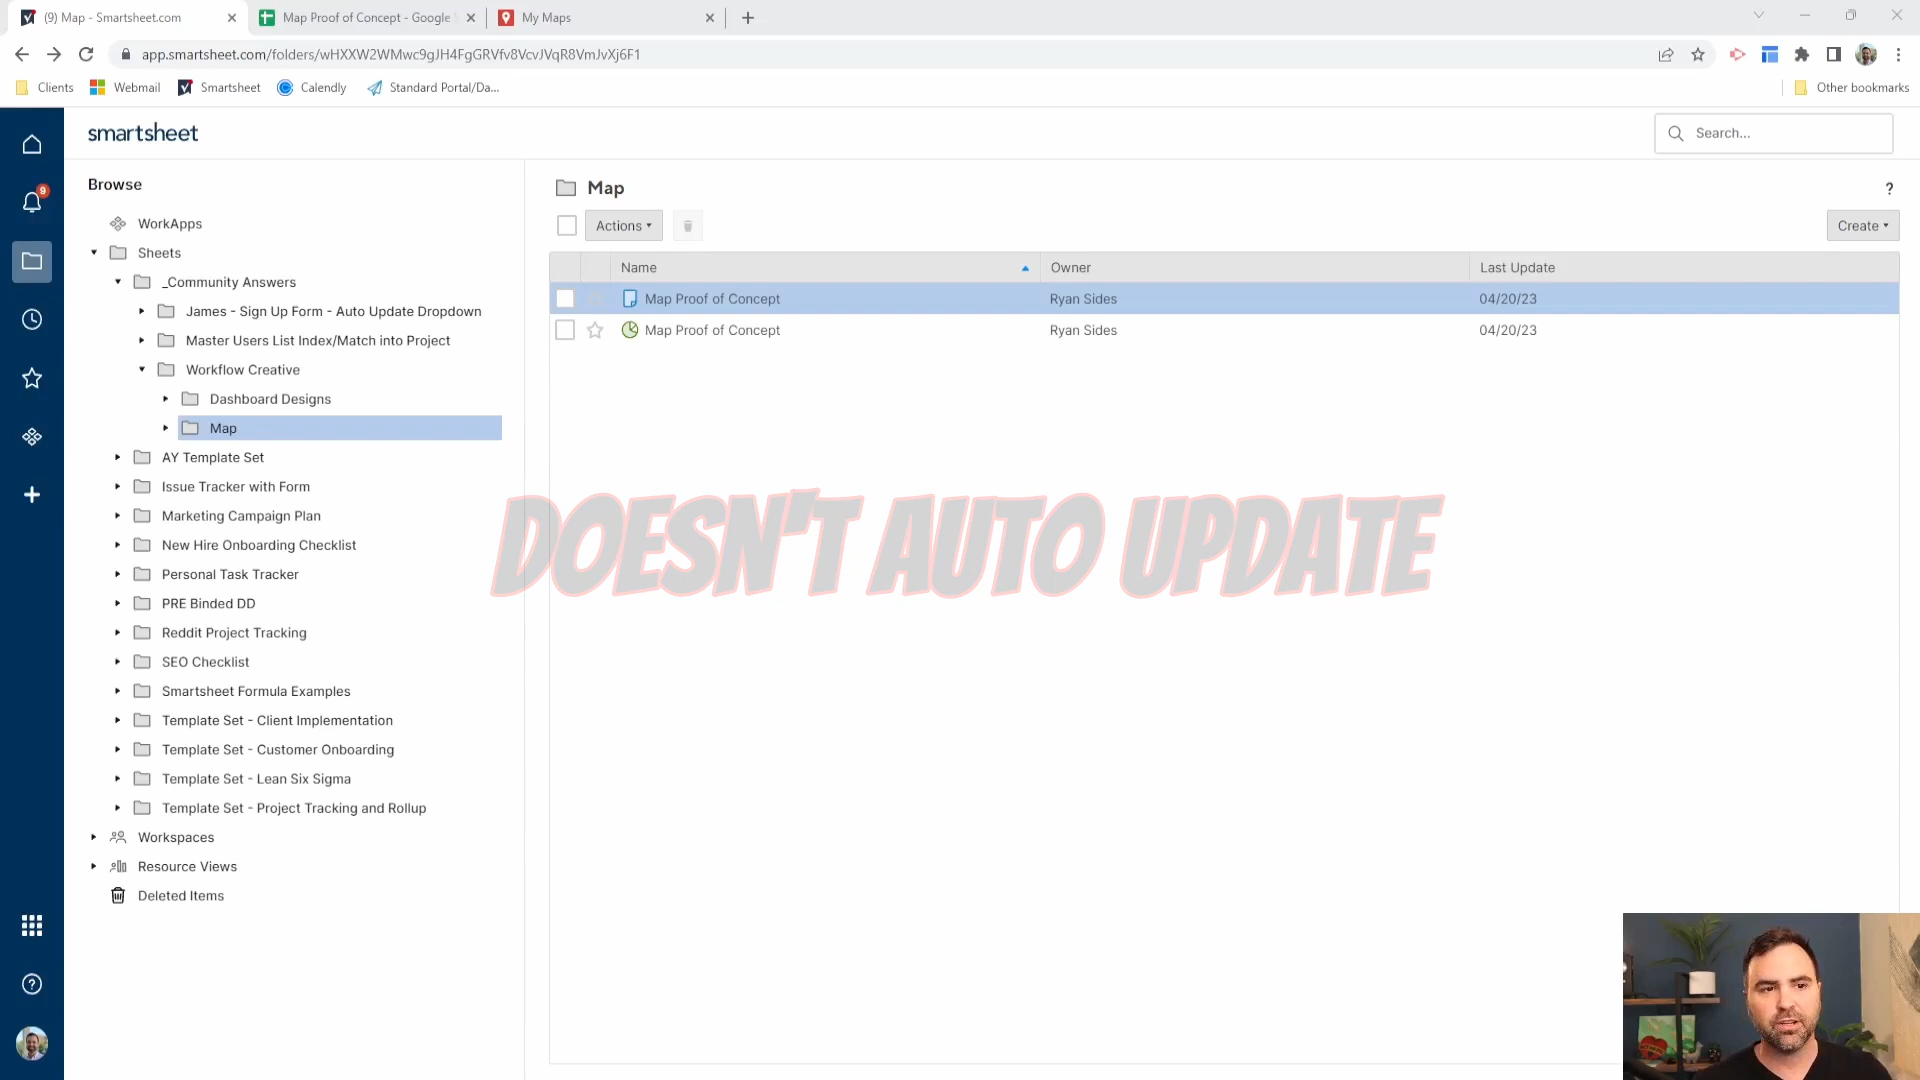 (9) Map - Smartsheet.com
Map Proof of Concept - Google
My Maps
app.smartsheet.com/folders/wHXXW2WMwc9gJH4FgGRVfv8VcvJVqR8VmJvXj6F1
Clients
Webmail
Smartsheet
Calendly
Standard Portal/Da...
Other bookmarks
smartsheet
Search...
9
Browse
WorkApps
Sheets
_Community Answers
James - Sign Up Form - Auto Update Dropdown
Master Users List Index/Match into Project
Workflow Creative
Dashboard Designs
Map
AY Template Set
Issue Tracker with Form
Marketing Campaign Plan
New Hire Onboarding Checklist
Personal Task Tracker
PRE Binded DD
Reddit Project Tracking
SEO Checklist
Smartsheet Formula Examples
Template Set - Client Implementation
Template Set - Customer Onboarding
Template Set - Lean Six Sigma
Template Set - Project Tracking and Rollup
Workspaces
Resource Views
Deleted Items
Map
?
Actions
Create
Name
Owner
Last Update
Map Proof of Concept
Ryan Sides
04/20/23
Map Proof of Concept
Ryan Sides
04/20/23
DOESN'T AUTO UPDATE